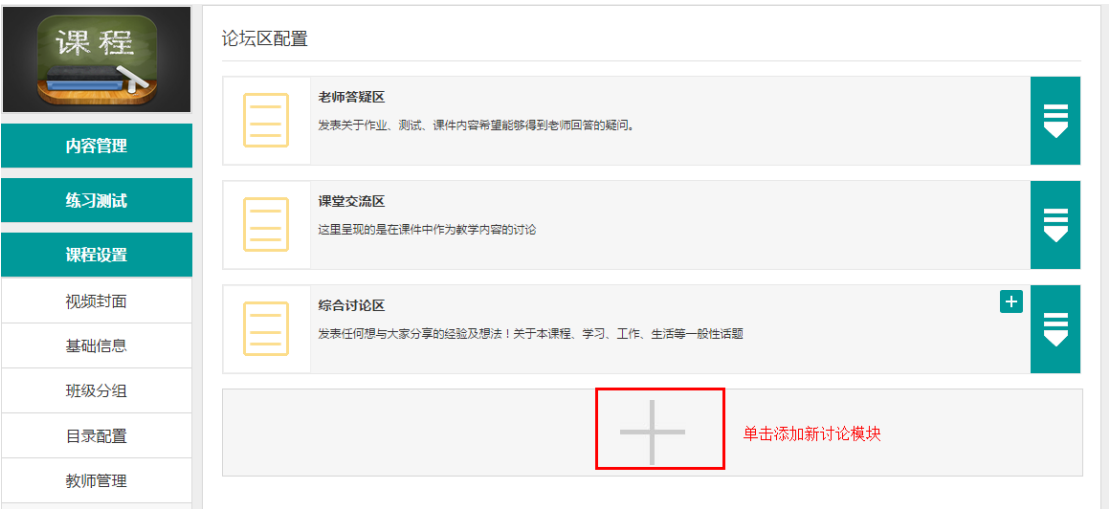 课程
内容管理
练习测试
课程设置
视频封面
基础信息
班级分组
目录配置
教师管理
论坛区配置
老师答疑区
发表关于作业、测试、课件内容希望能够得到老师回答的疑问。
课堂交流区
这里呈现的是在课件中作为教学内容的讨论
综合讨论区
发表任何想与大家分享的经验及想法！关于本课程、学习、工作、生活等一般性话题
单击添加新讨论模块